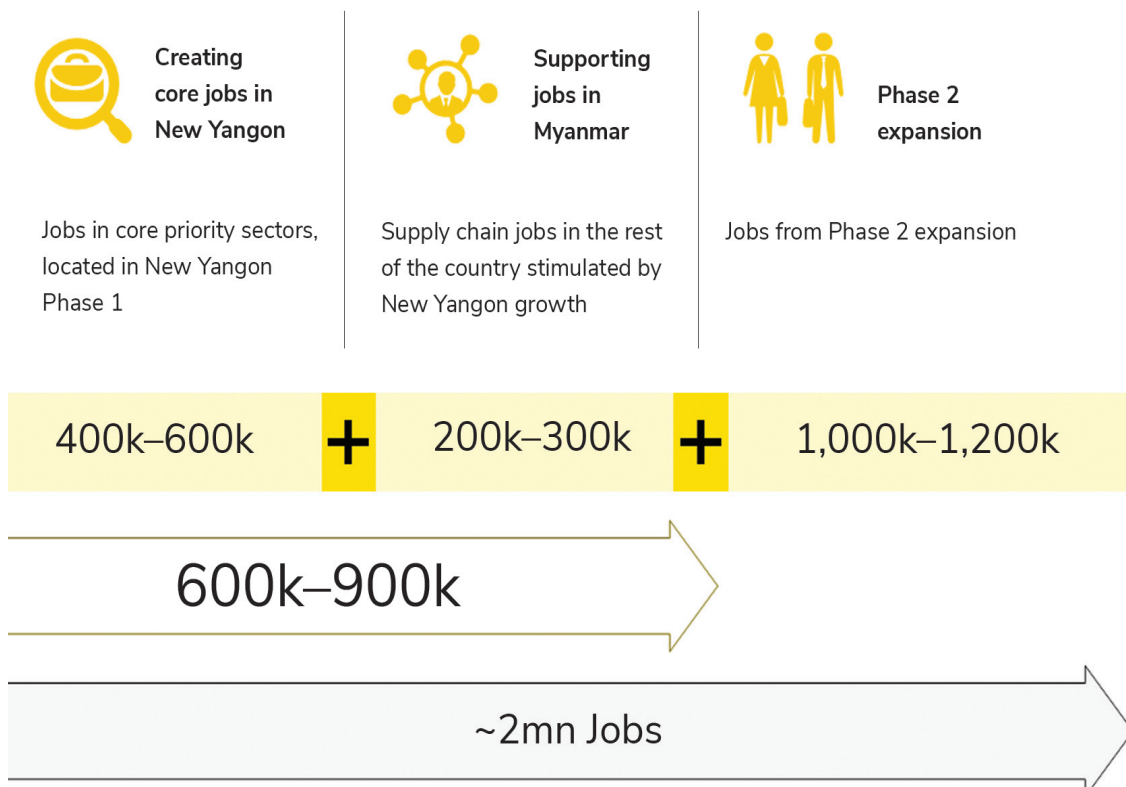 Creating
core jobs in
New Yangon
Supporting
jobs in
Myanmar
Phase 2
expansion
Jobs in core priority sectors,
located in New Yangon
Phase 1
Supply chain jobs in the rest
of the country stimulated by
New Yangon growth
Jobs from Phase 2 expansion
400k–600k
+
200k–300k
+
1,000k–1,200k
600k–900k
~2mn Jobs